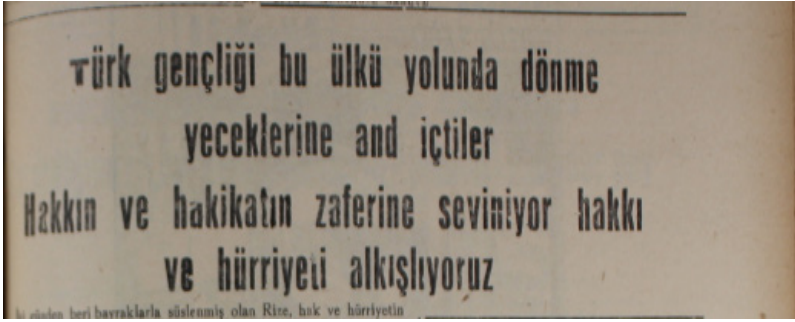 Türk gençliği bu ülkü yolunda dönme
yeceklerine and içtiler
Hakkın ve hakikatın zaferine seviniyor hakkı
ve hürriyeti alkışlıyoruz
günden beri bayraklarla süslenmiş olan Rize, hak ve hürriyetin